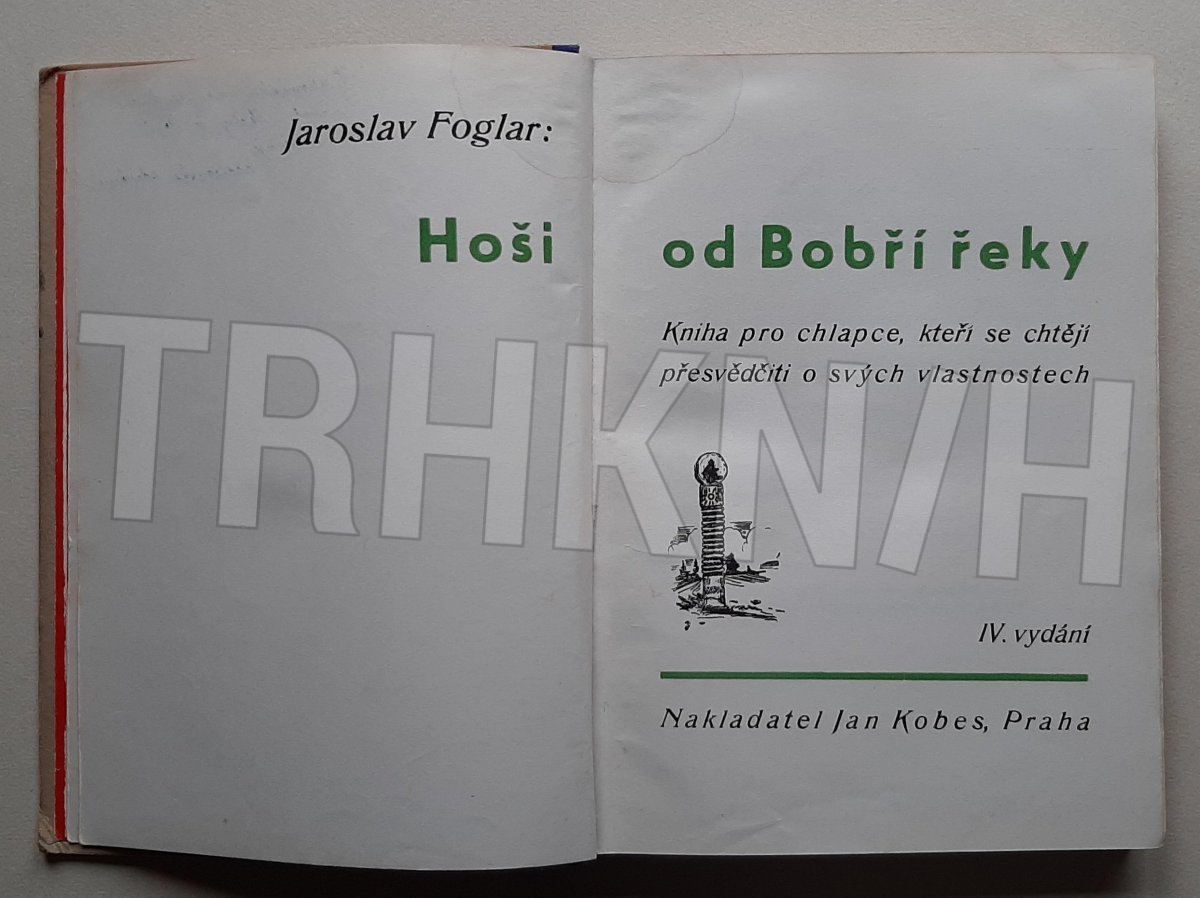 Jaroslav Foglar:
Hoši od Bobří řeky
Kniha pro chlapce, kteří se chtějí
přesvědčiti o svých vlastnostech
TRHKN/H
IV. vydání
Nakladatel Jan Kobes, Praha